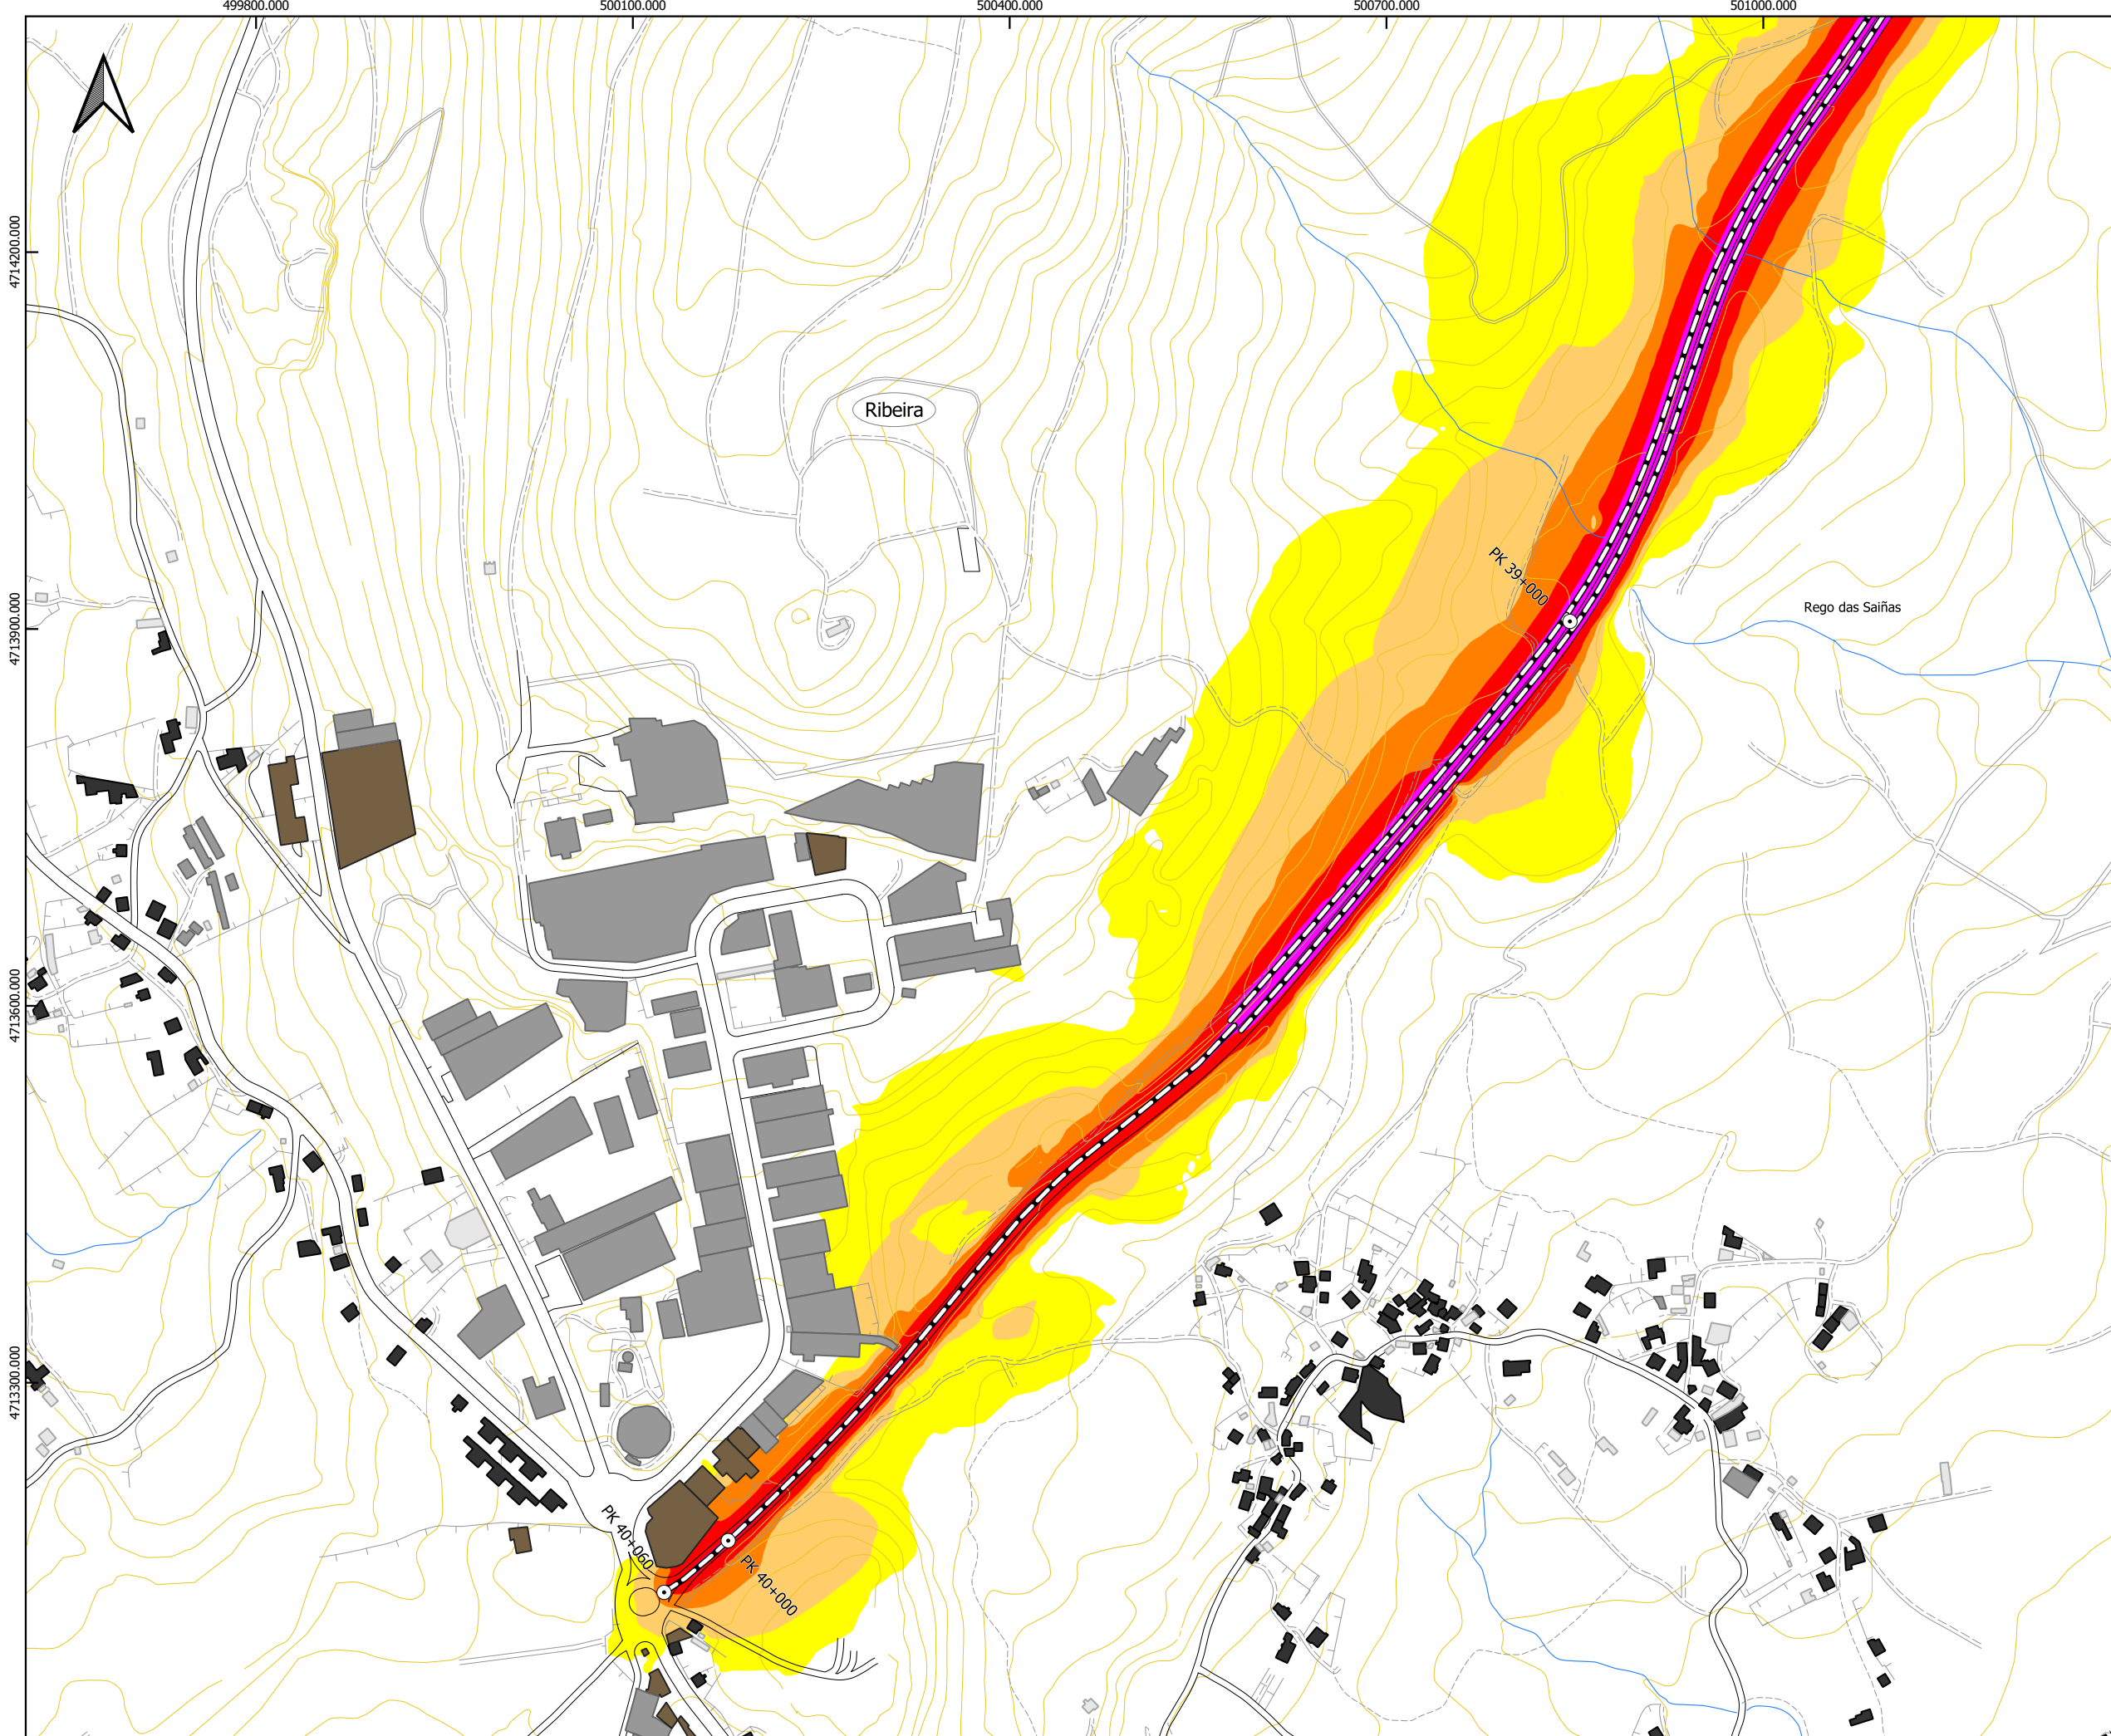 499800.000
500100.000
500400.000
500700.000
501000.000
4714200.000
Ribeira
PK 39+000
4713900.000
Rego das Saiñas
4713600.000
4713300.000
PK 40+060
PK 40+000